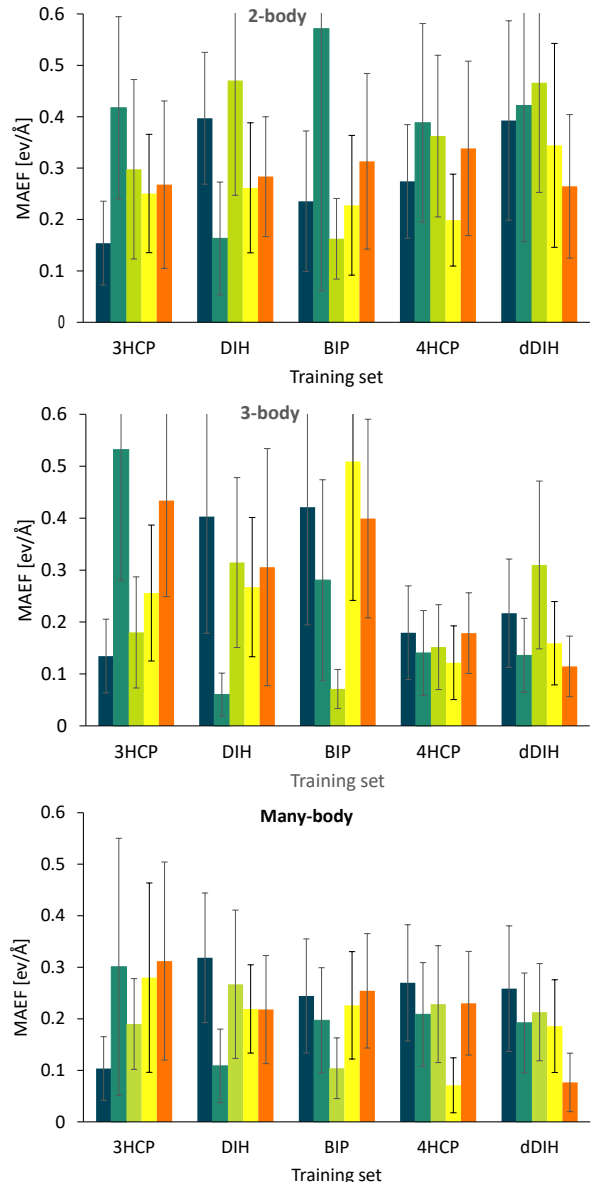 2-body
MAEF [ev/Å]
0.6
0.5
0.4
0.3
0.2
0.1
0
3HCP DIH BIP 4HCP dDIH
Training set
3-body
MAEF [ev/Å]
0.6
0.5
0.4
0.3
0.2
0.1
0
3HCP DIH BIP 4HCP dDIH
Training set
Many-body
MAEF [ev/Å]
0.6
0.5
0.4
0.3
0.2
0.1
0
3HCP DIH BIP 4HCP dDIH
Training set